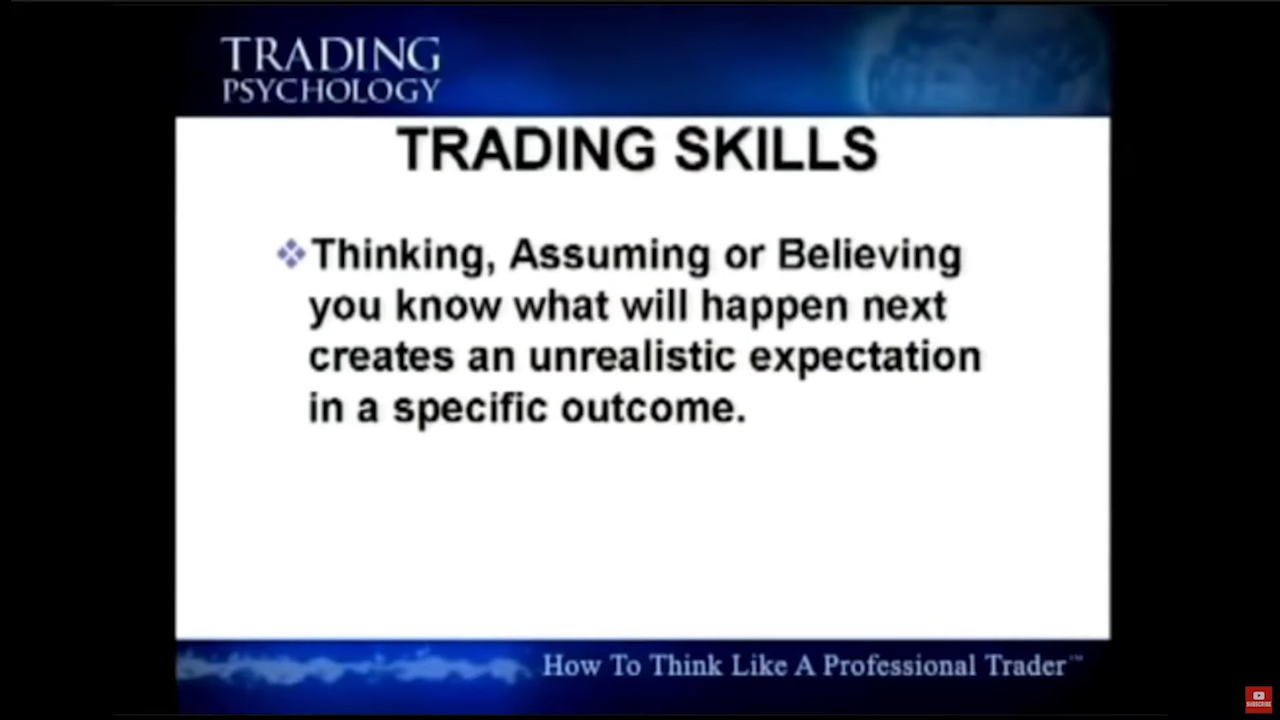 TRADING
PSYCHOLOGY
TRADING SKILLS
Thinking, Assuming or Believing
you know what will happen next
creates an unrealistic expectation
in a specific outcome.
How To Think Like A Professional Trader™
SUBSCRIBE